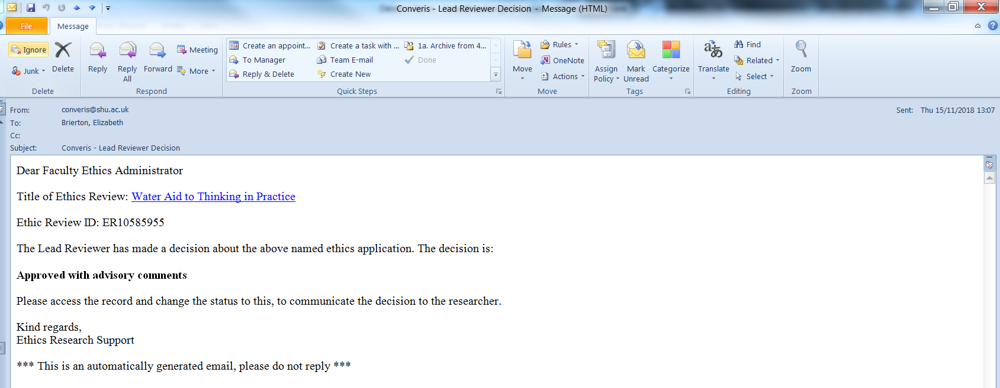 Converis - Lead Reviewer Decision - Message (HTML)
File
Message
Ignore
Junk
Delete
Delete
Reply
Reply All
Forward
Meeting
More
Respond
Create an appoint...
To Manager
Reply & Delete
Create a task with ...
Team E-mail
Create New
1a. Archive from 4...
Done
Quick Steps
Move
Rules
OneNote
Actions
Move
Assign Policy
Mark Unread
Categorize
Tags
Translate
Find
Related
Select
Editing
Zoom
Zoom
From: converis@shu.ac.uk
Sent: Thu 15/11/2018 13:07
To: Brierton, Elizabeth
Cc:
Subject: Converis - Lead Reviewer Decision
Dear Faculty Ethics Administrator
Title of Ethics Review: Water Aid to Thinking in Practice
Ethic Review ID: ER10585955
The Lead Reviewer has made a decision about the above named ethics application. The decision is:
Approved with advisory comments
Please access the record and change the status to this, to communicate the decision to the researcher.
Kind regards,
Ethics Research Support
*** This is an automatically generated email, please do not reply ***